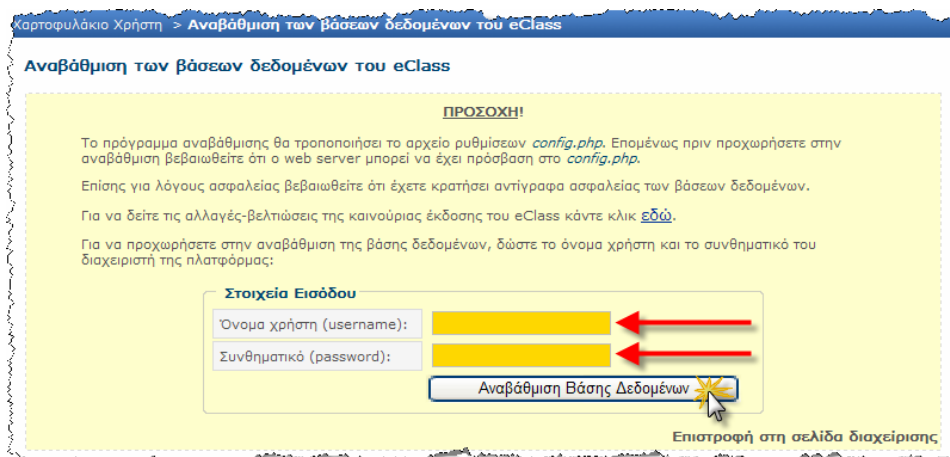 Χαρτοφυλάκιο Χρήστη > Αναβάθμιση των βάσεων δεδομένων του eClass
Αναβάθμιση των βάσεων δεδομένων του eClass
ΠΡΟΣΟΧΗ!
Το πρόγραμμα αναβάθμισης θα τροποποιήσει το αρχείο ρυθμίσεων config.php. Επομένως πριν προχωρήσετε στην
αναβάθμιση βεβαιωθείτε ότι ο web server μπορεί να έχει πρόσβαση στο config.php.
Επίσης για λόγους ασφαλείας βεβαιωθείτε ότι έχετε κρατήσει αντίγραφα ασφαλείας των βάσεων δεδομένων.
Για να δείτε τις αλλαγές-βελτιώσεις της καινούριας έκδοσης του eClass κάντε κλικ εδώ.
Για να προχωρήσετε στην αναβάθμιση της βάσης δεδομένων, δώστε το όνομα χρήστη και το συνθηματικό του
διαχειριστή της πλατφόρμας:
Στοιχεία Εισόδου
Όνομα χρήστη (username):
Συνθηματικό (password):
Αναβάθμιση Βάσης Δεδομένων
Επιστροφή στη σελίδα διαχείρισης